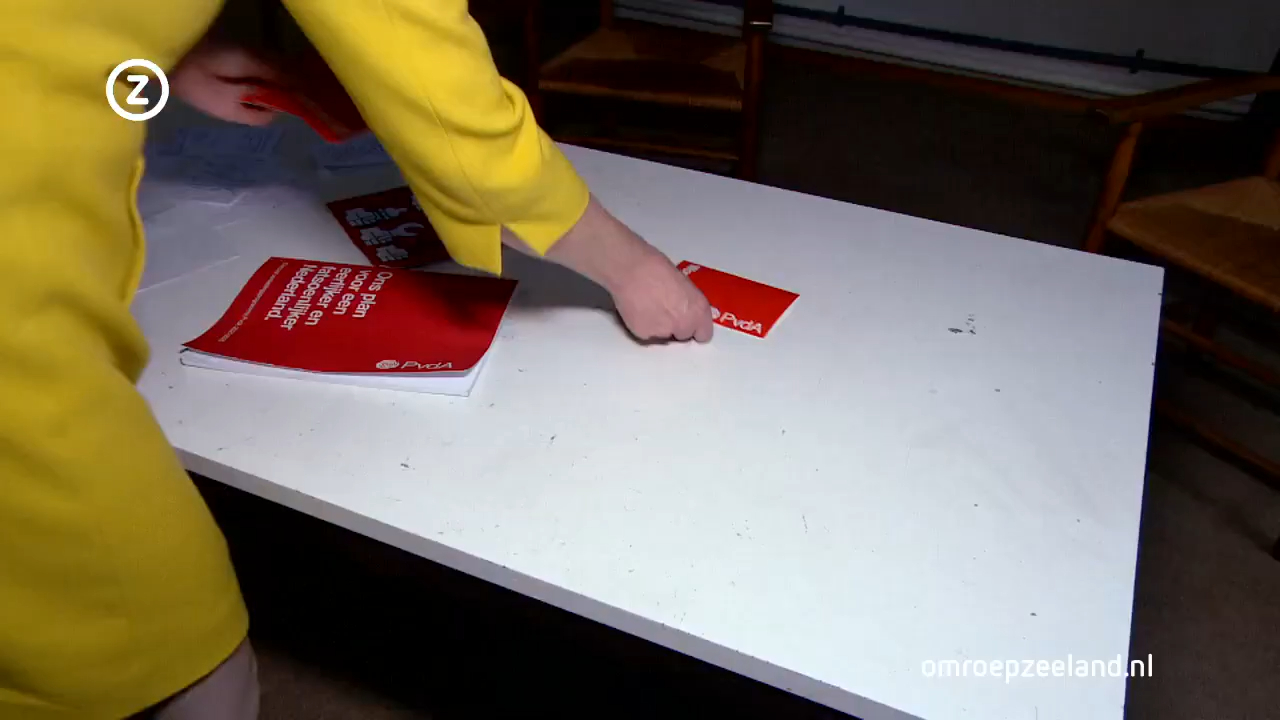 Z
Ons plan
voor een
eerlijker en
fatsoenlijker
Nederland.
PvdA
PvdA
omroepzeeland.nl